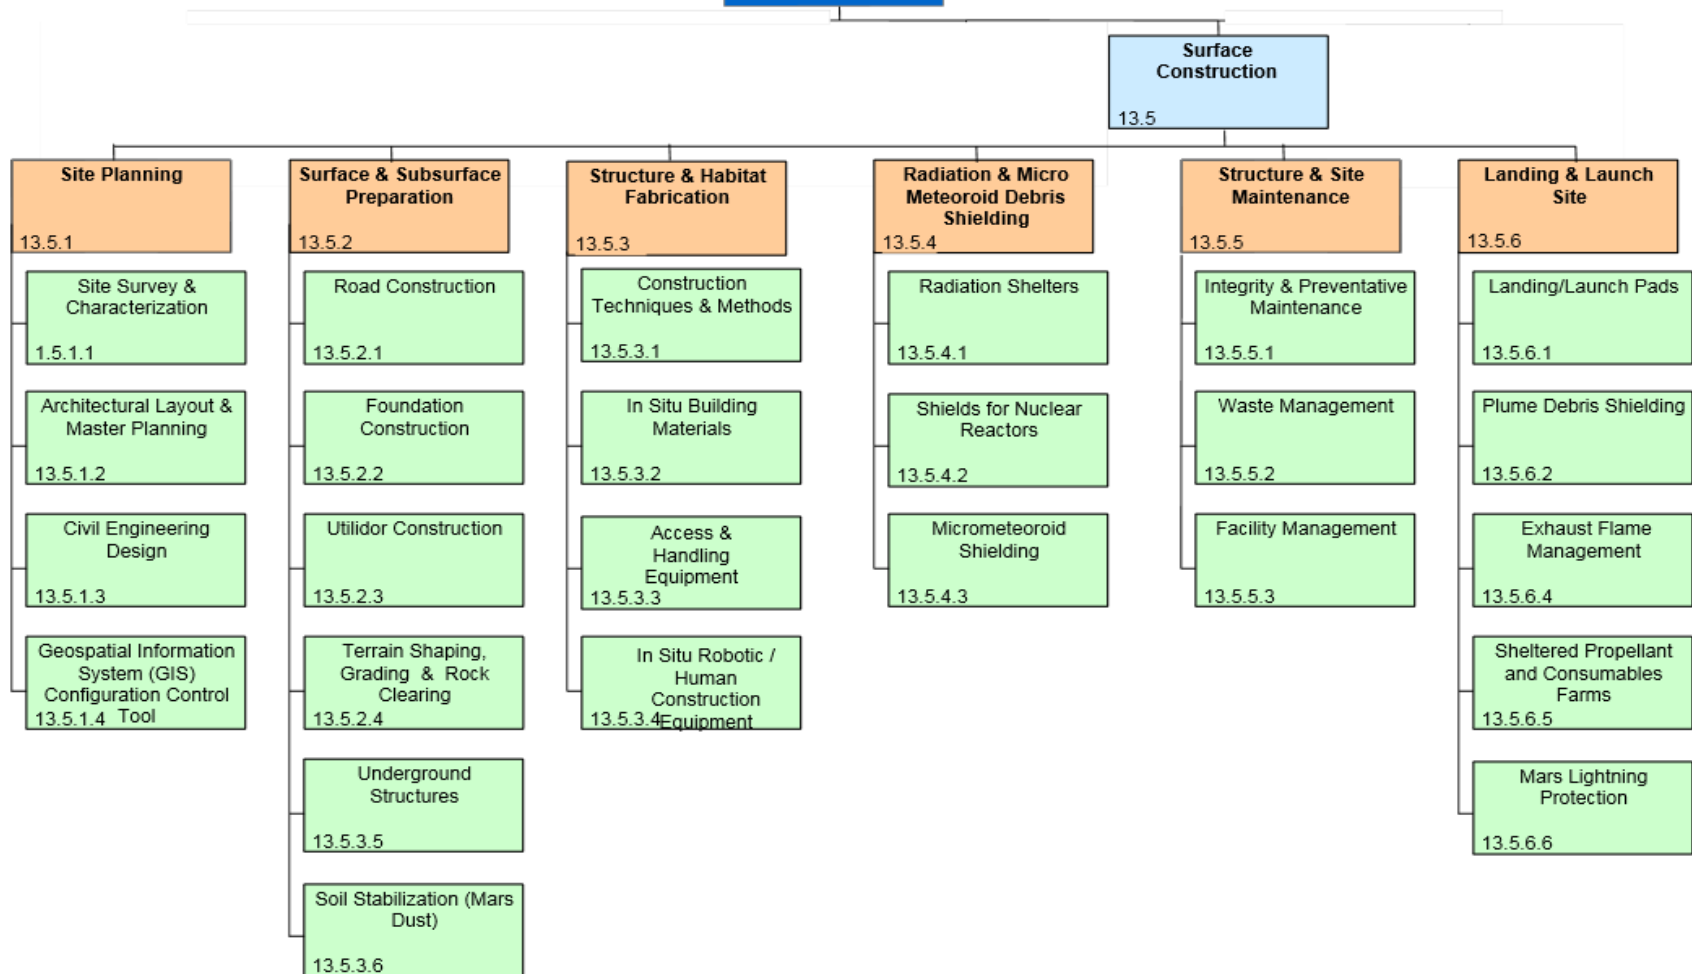 Surface
Construction
13.5
Site Planning
13.5.1
Site Survey &
Characterization
1.5.1.1
Architectural Layout &
Master Planning
13.5.1.2
Civil Engineering
Design
13.5.1.3
Geospatial Information
System (GIS)
Configuration Control
Tool
13.5.1.4
Surface & Subsurface
Preparation
13.5.2
Road Construction
13.5.2.1
Foundation
Construction
13.5.2.2
Utilidor Construction
13.5.2.3
Terrain Shaping,
Grading & Rock
Clearing
13.5.2.4
Underground
Structures
13.5.3.5
Soil Stabilization (Mars
Dust)
13.5.3.6
Structure & Habitat
Fabrication
13.5.3
Construction
Techniques & Methods
13.5.3.1
In Situ Building
Materials
13.5.3.2
Access &
Handling
Equipment
13.5.3.3
In Situ Robotic /
Human
Construction
Equipment
13.5.3.4
Radiation & Micro
Meteoroid Debris
Shielding
13.5.4
Radiation Shelters
13.5.4.1
Shields for Nuclear
Reactors
13.5.4.2
Micrometeoroid
Shielding
13.5.4.3
Structure & Site
Maintenance
13.5.5
Integrity & Preventative
Maintenance
13.5.5.1
Waste Management
13.5.5.2
Facility Management
13.5.5.3
Landing & Launch
Site
13.5.6
Landing/Launch Pads
13.5.6.1
Plume Debris Shielding
13.5.6.2
Exhaust Flame
Management
13.5.6.4
Sheltered Propellant
and Consumables
Farms
13.5.6.5
Mars Lightning
Protection
13.5.6.6